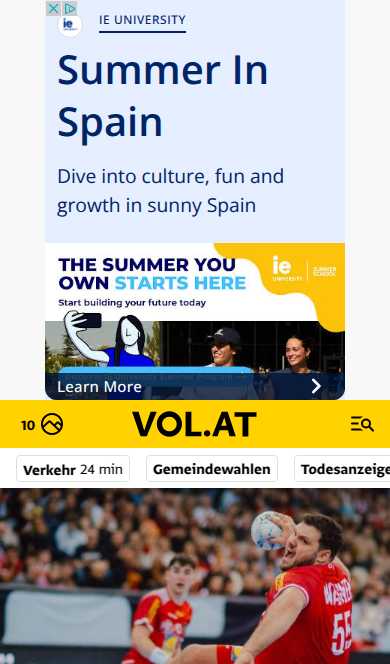 IE UNIVERSITY
Summer In
Spain
Dive into culture, fun and
growth in sunny Spain
THE SUMMER YOU
OWN STARTS HERE
Start building your future today
ie
UNIVERSITY
SUMMER
SCHOOL
Learn More
10
VOL.AT
Verkehr 24 min
Gemeindewahlen
Todesanzeige
55